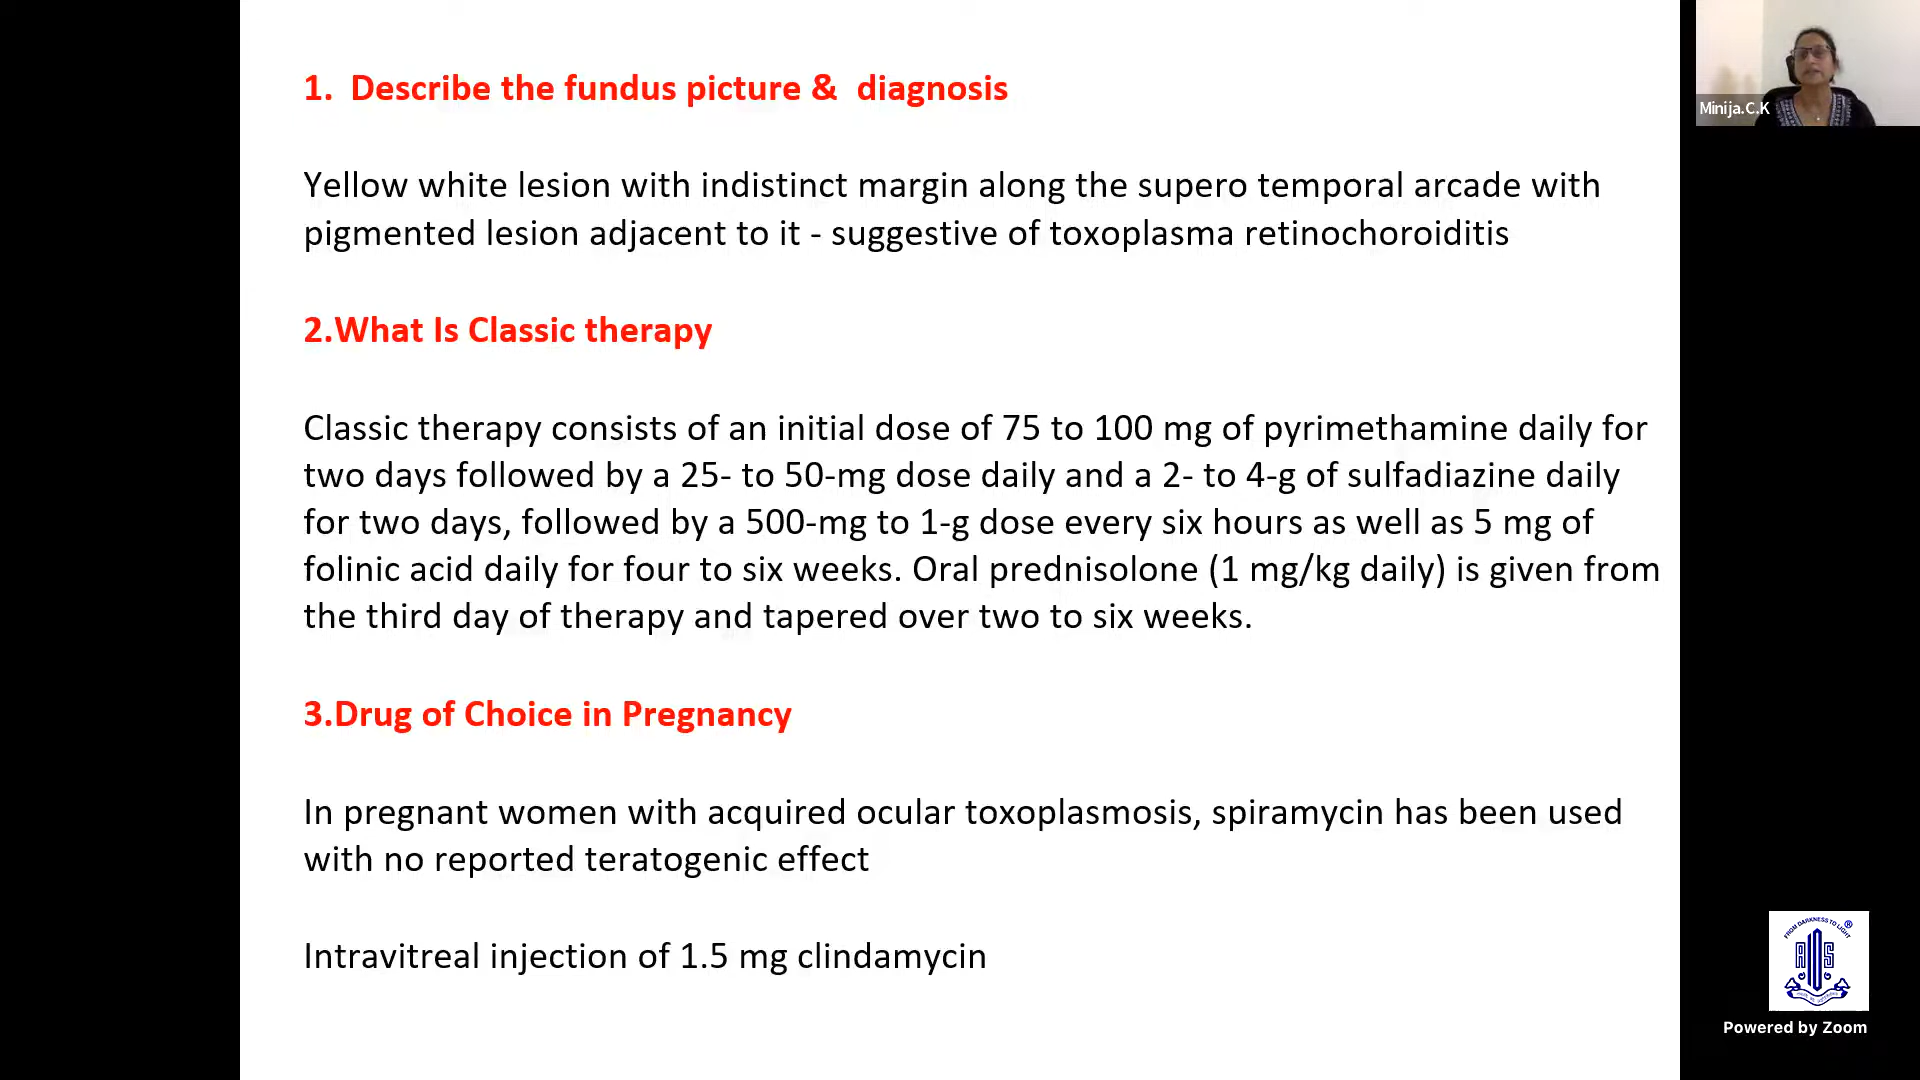 1. Describe the fundus picture & diagnosis
Yellow white lesion with indistinct margin along the supero temporal arcade with
pigmented lesion adjacent to it - suggestive of toxoplasma retinochoroiditis
2.What Is Classic therapy
Classic therapy consists of an initial dose of 75 to 100 mg of pyrimethamine daily for
two days followed by a 25- to 50-mg dose daily and a 2- to 4-g of sulfadiazine daily
for two days, followed by a 500-mg to 1-g dose every six hours as well as 5 mg of
folinic acid daily for four to six weeks. Oral prednisolone (1 mg/kg daily) is given from
the third day of therapy and tapered over two to six weeks.
3.Drug of Choice in Pregnancy
In pregnant women with acquired ocular toxoplasmosis, spiramycin has been used
with no reported teratogenic effect
Intravitreal injection of 1.5 mg clindamycin
Minija.C.K
FROM DARKNESS TO LIGHT ®
AIOS
Powered by Zoom